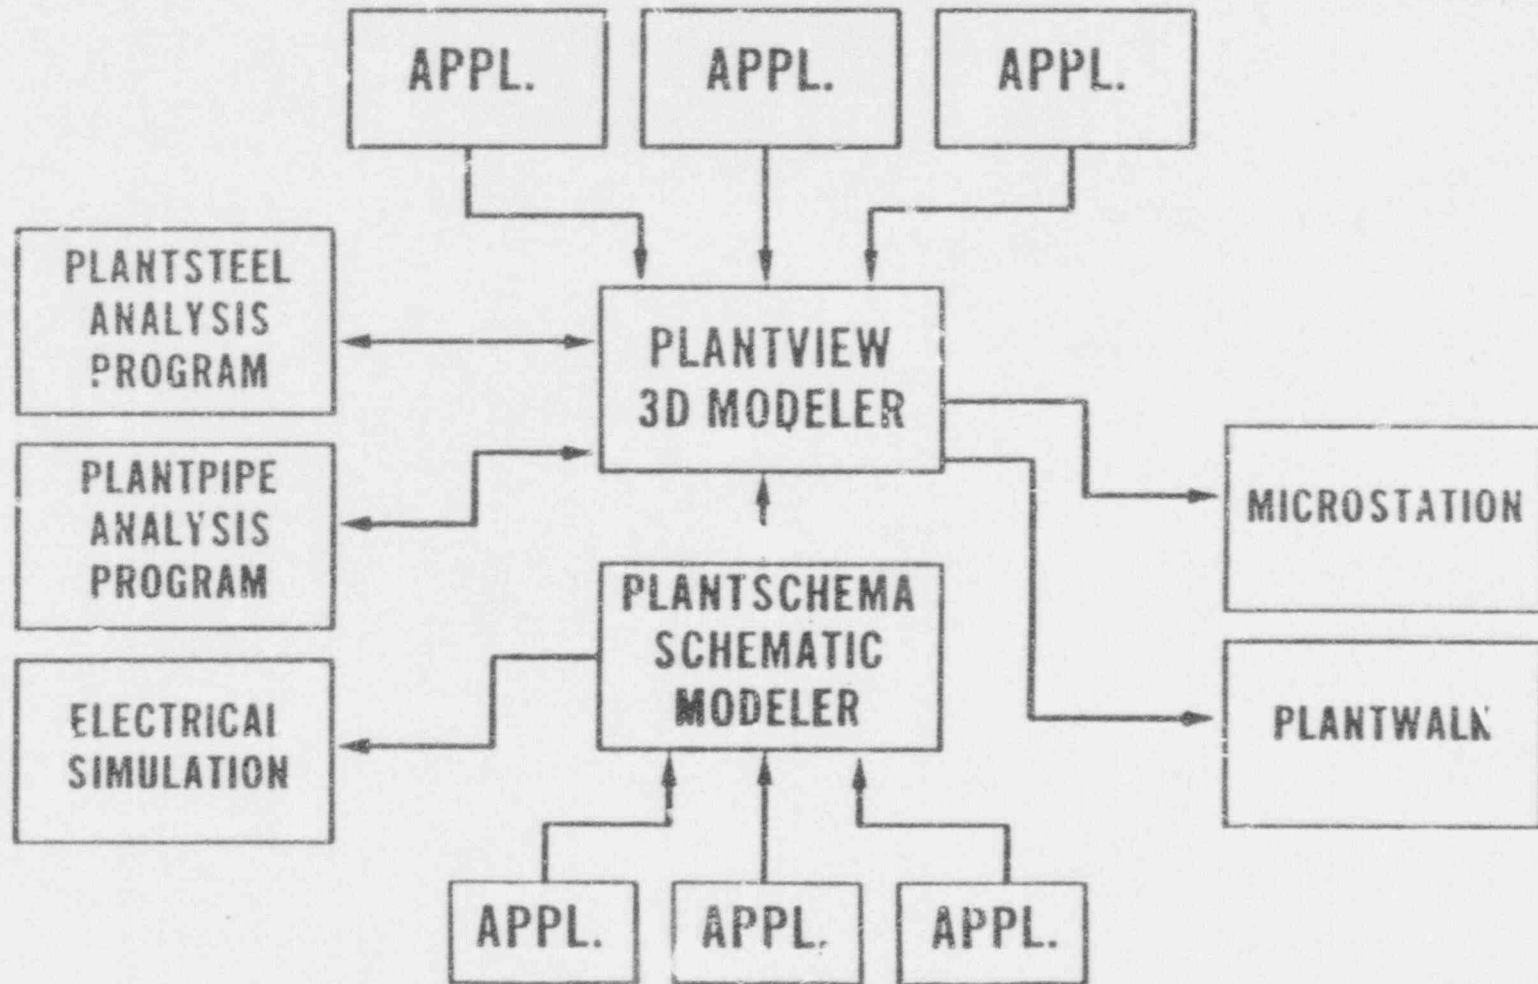 APPL.
APPL.
APPL.
PLANTSTEEL
ANALYSIS
PROGRAM
PLANTVIEW
3D MODELER
PLANTPIPE
ANALYSIS
PROGRAM
MICROSTATION
PLANTSCHEMA
SCHEMATIC
MODELER
ELECTRICAL
SIMULATION
PLANTWALK
APPL.
APPL.
APPL.